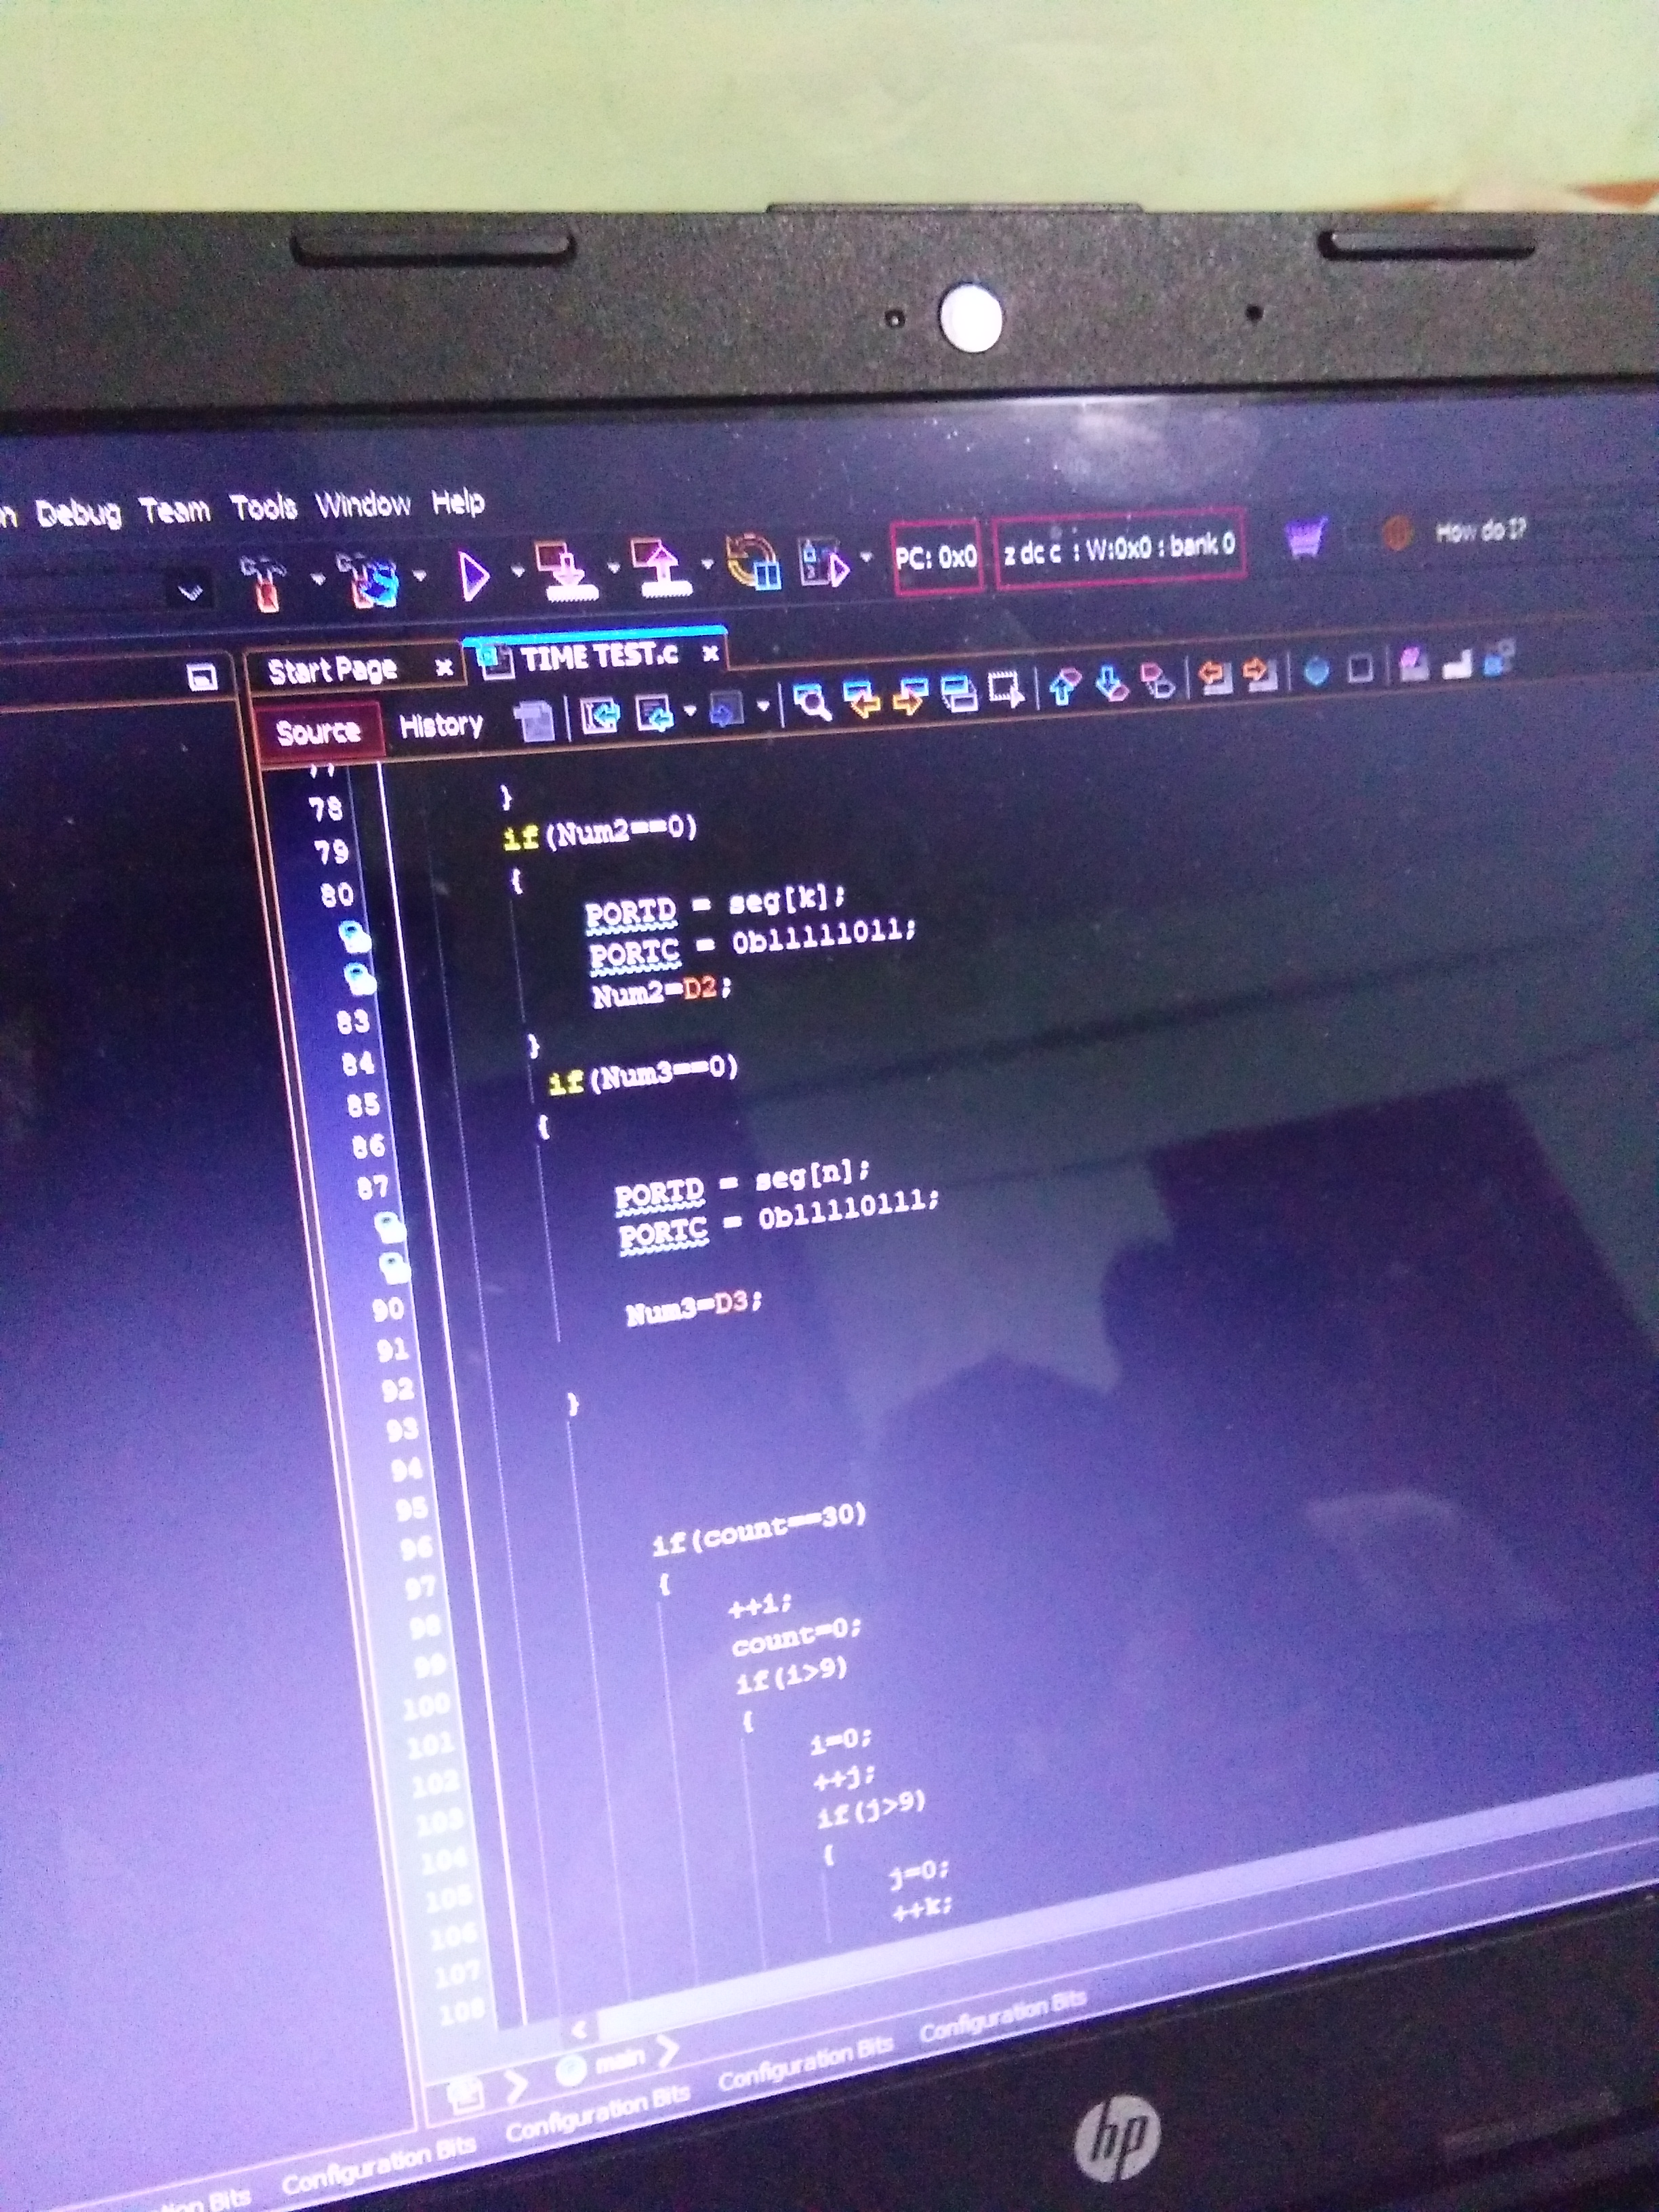 Debug Team Tools Window Help
PC: 0x0 z dc c : W:0x0 : bank 0 How do I?
Start Page x TIME TEST.c x
Source History
78 }
79 if(Num2==0)
80 {
PORTD = seg[k];
PORTC = 0b11111011;
83 Num2=D2;
84 }
85 if(Num3==0)
86 {
87
PORTD = seg[n];
PORTC = 0b11110111;
90
91 Num3=D3;
92
93
94 }
95
96
97 if(count==30)
98 {
99 ++i;
100 count=0;
101 if(i>9)
102 {
103 i=0;
104 ++j;
105 if(j>9)
106 {
107 j=0;
108 ++k;
main
Bits Configuration Bits Configuration Bits Configuration Bits Configuration Bits
hp